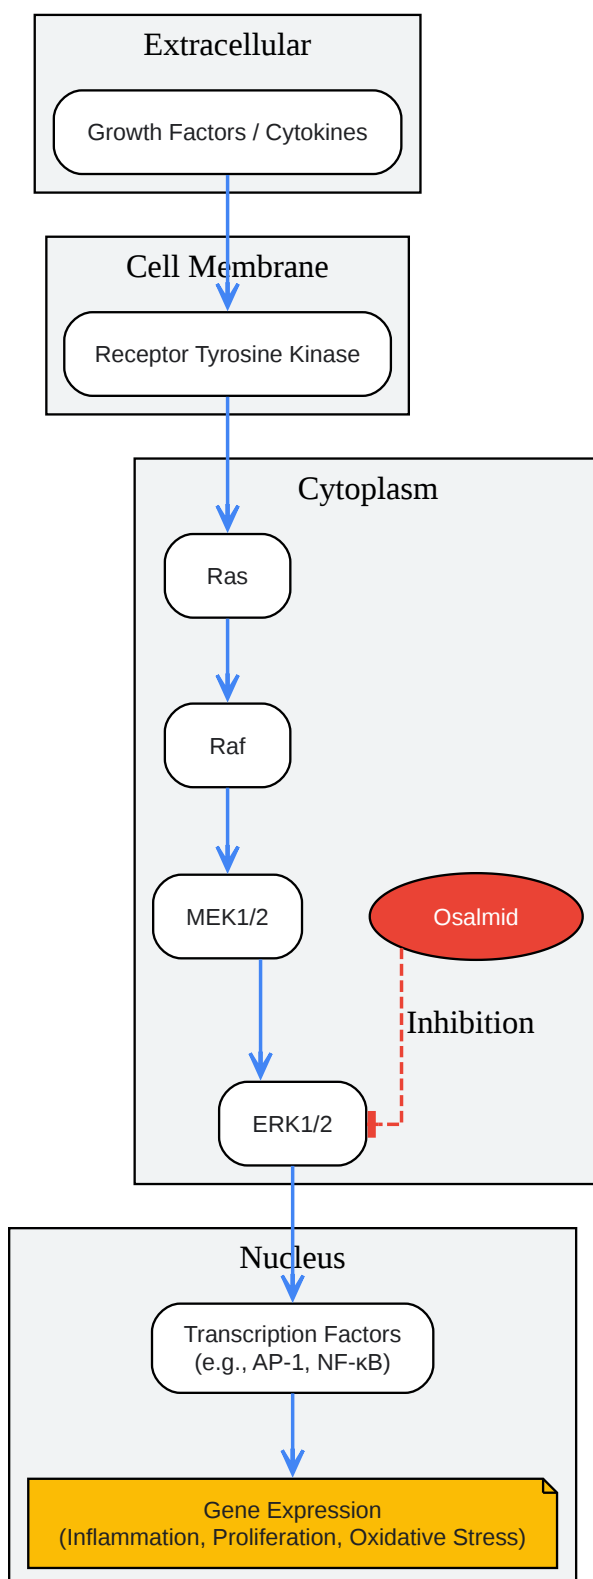 Extracellular
Growth Factors / Cytokines
Cell Membrane
Receptor Tyrosine Kinase
Cytoplasm
Ras
Raf
MEK1/2
Osalmid
Inhibition
ERK1/2
Nucleus
Transcription Factors
(e.g., AP-1, NF-κB)
Gene Expression
(Inflammation, Proliferation, Oxidative Stress)